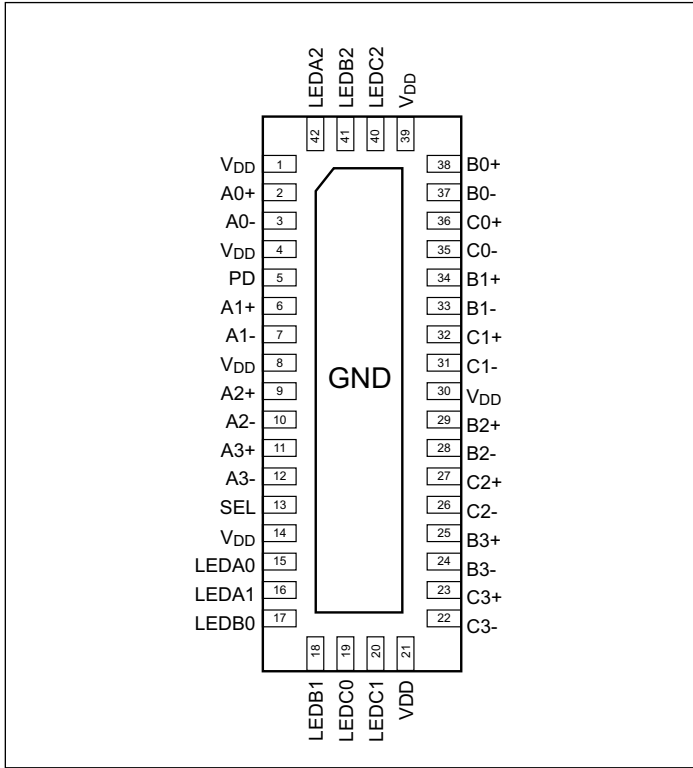 LEDA2 LEDB2 LEDC2 VDD
42 41 40 39
VDD 1
A0+ 2
A0- 3
VDD 4
PD 5
A1+ 6
A1- 7
VDD 8
A2+ 9
A2- 10
A3+ 11
A3- 12
SEL 13
VDD 14
LEDA0 15
LEDA1 16
LEDB0 17
GND
38 B0+
37 B0-
36 C0+
35 C0-
34 B1+
33 B1-
32 C1+
31 C1-
30 VDD
29 B2+
28 B2-
27 C2+
26 C2-
25 B3+
24 B3-
23 C3+
22 C3-
18 19 20 21
LEDB1 LEDC0 LEDC1 VDD